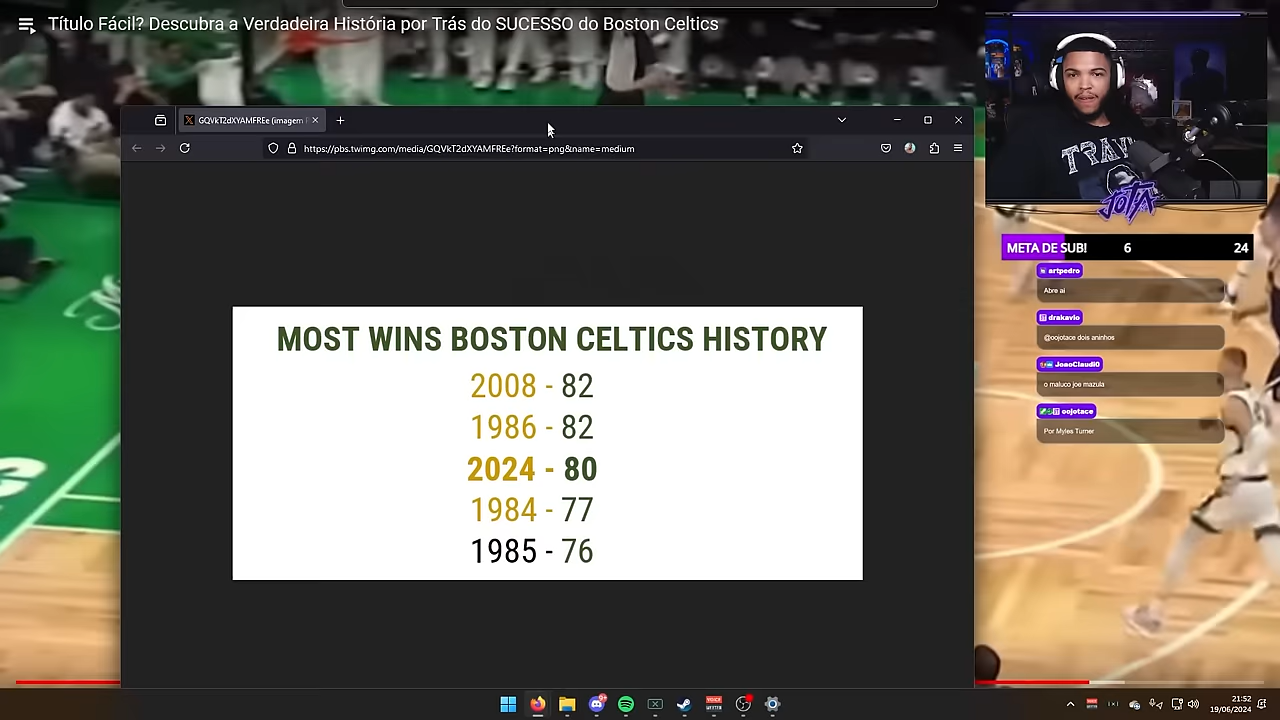 Título Fácil? Descubra a Verdadeira História por Trás do SUCESSO do Boston Celtics
GQVkT2dXYAMFREe (imagem
https://pbs.twimg.com/media/GQVkT2dXYAMFREe?format=png&name=medium
MOST WINS BOSTON CELTICS HISTORY
2008 - 82
1986 - 82
2024 - 80
1984 - 77
1985 - 76
JOTA
META DE SUB! 6 24
artpedro
Abre ai
drakavio
@oojotace dois aninhos
JoaoClaudi0
o maluco joe mazula
oojotace
Por Myles Turner
21:52
19/06/2024